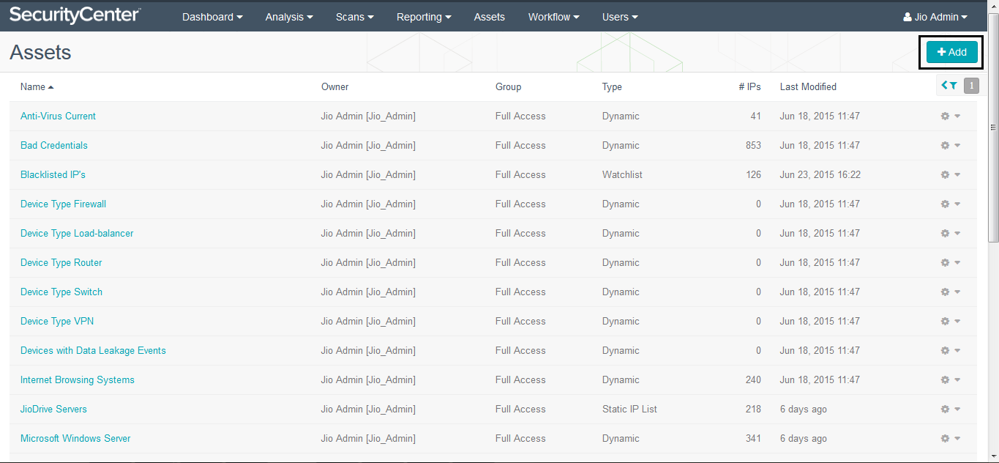 SecurityCenter™ Dashboard Analysis Scans Reporting Assets Workflow Users Jio Admin
Assets
+ Add
Name Owner Group Type # IPs Last Modified 1
Anti-Virus Current Jio Admin [Jio_Admin] Full Access Dynamic 41 Jun 18, 2015 11:47
Bad Credentials Jio Admin [Jio_Admin] Full Access Dynamic 853 Jun 18, 2015 11:47
Blacklisted IP's Jio Admin [Jio_Admin] Full Access Watchlist 126 Jun 23, 2015 16:22
Device Type Firewall Jio Admin [Jio_Admin] Full Access Dynamic 0 Jun 18, 2015 11:47
Device Type Load-balancer Jio Admin [Jio_Admin] Full Access Dynamic 0 Jun 18, 2015 11:47
Device Type Router Jio Admin [Jio_Admin] Full Access Dynamic 0 Jun 18, 2015 11:47
Device Type Switch Jio Admin [Jio_Admin] Full Access Dynamic 0 Jun 18, 2015 11:47
Device Type VPN Jio Admin [Jio_Admin] Full Access Dynamic 0 Jun 18, 2015 11:47
Devices with Data Leakage Events Jio Admin [Jio_Admin] Full Access Dynamic 0 Jun 18, 2015 11:47
Internet Browsing Systems Jio Admin [Jio_Admin] Full Access Dynamic 240 Jun 18, 2015 11:47
JioDrive Servers Jio Admin [Jio_Admin] Full Access Static IP List 218 6 days ago
Microsoft Windows Server Jio Admin [Jio_Admin] Full Access Dynamic 341 6 days ago